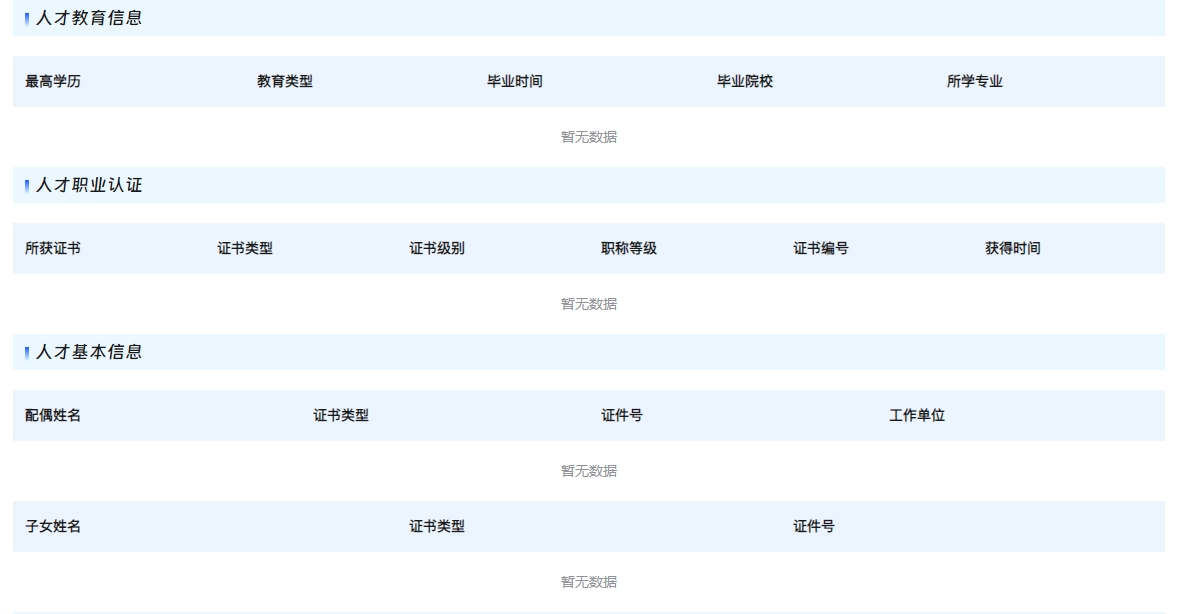 人才教育信息
最高学历 教育类型 毕业时间 毕业院校 所学专业
暂无数据
人才职业认证
所获证书 证书类型 证书级别 职称等级 证书编号 获得时间
暂无数据
人才基本信息
配偶姓名 证书类型 证件号 工作单位
暂无数据
子女姓名 证书类型 证件号
暂无数据